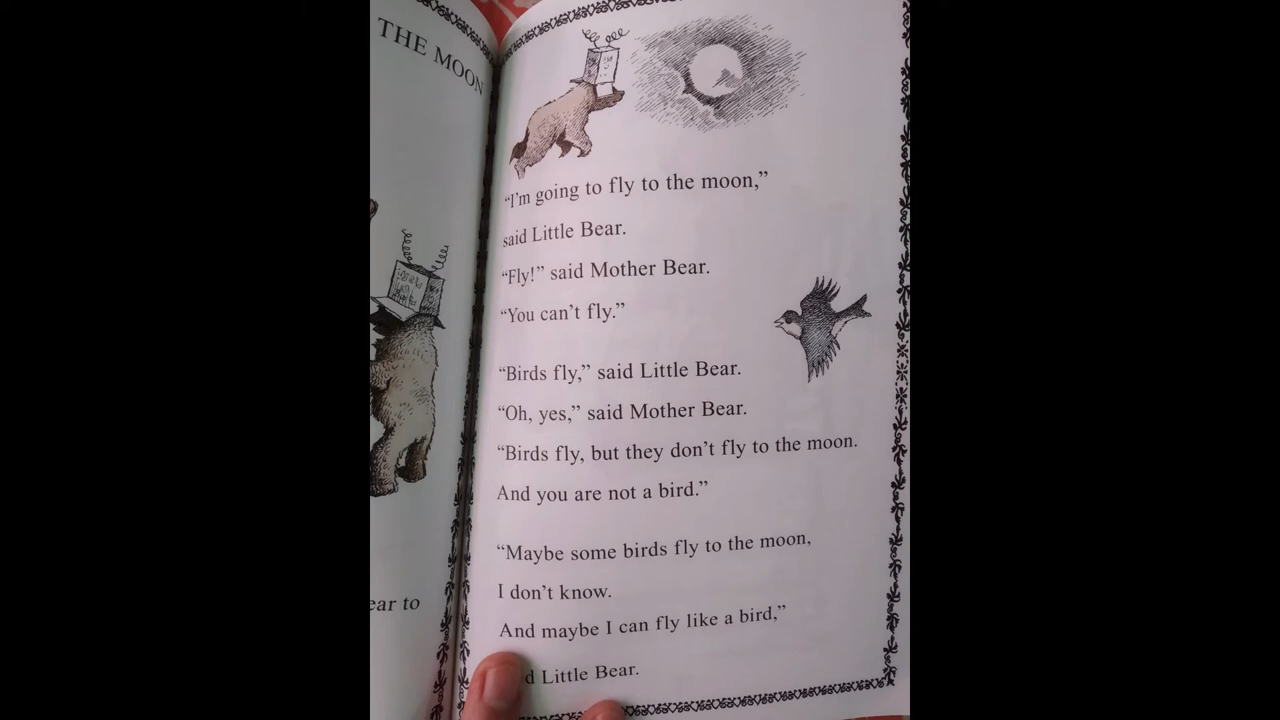 THE MOON
ear to
“I’m going to fly to the moon,”
said Little Bear.
“Fly!” said Mother Bear.
“You can’t fly.”
“Birds fly,” said Little Bear.
“Oh, yes,” said Mother Bear.
“Birds fly, but they don’t fly to the moon.
And you are not a bird.”
“Maybe some birds fly to the moon,
I don’t know.
And maybe I can fly like a bird,”
d Little Bear.